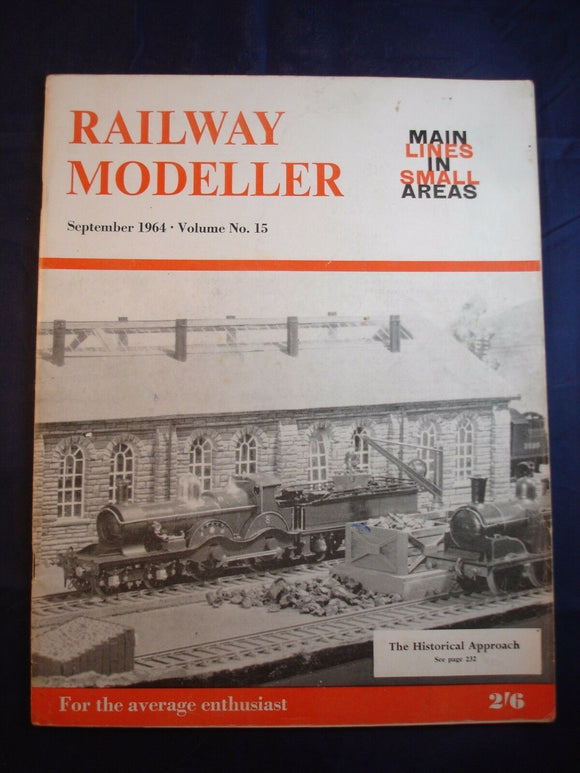 RAILWAY
MODELLER
September 1964 · Volume No. 15
MAIN
LINES
IN
SMALL
AREAS
The Historical Approach
See page 232
For the average enthusiast
2/6